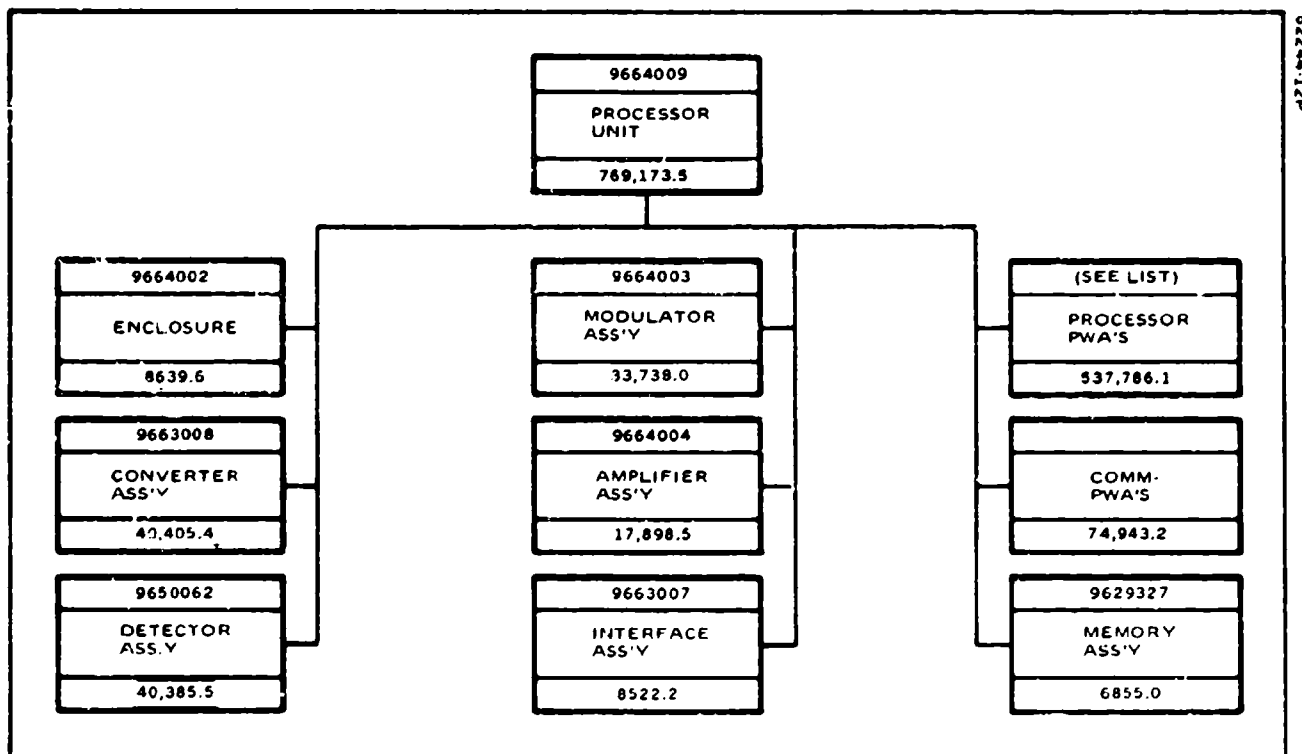 9664009
PROCESSOR
UNIT
769,173.5
9664002
ENCLOSURE
8639.6
9663008
CONVERTER
ASS'Y
40,405.4
9650062
DETECTOR
ASS'Y
40,385.5
9664003
MODULATOR
ASS'Y
33,738.0
9664004
AMPLIFIER
ASS'Y
17,898.5
9663007
INTERFACE
ASS'Y
8522.2
(SEE LIST)
PROCESSOR
PWA'S
537,786.1
COMM-
PWA'S
74,943.2
9629327
MEMORY
ASS'Y
6855.0